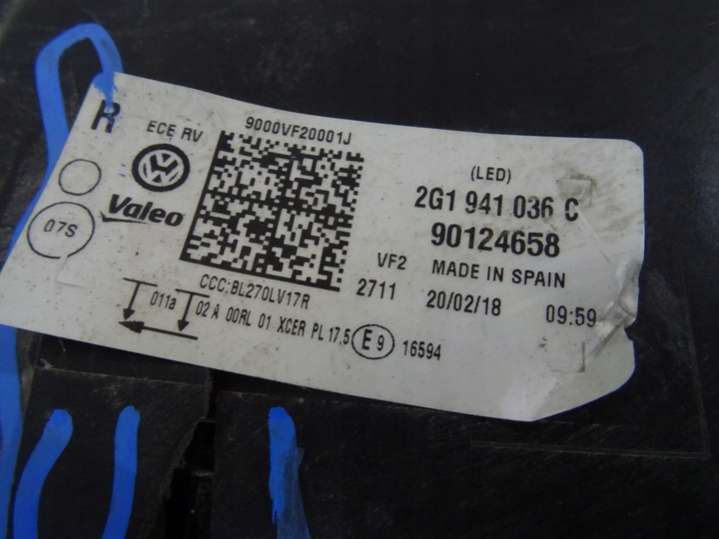 R
ECE RV
9000VF20001J
(LED)
2G1 941 036 C
90124658
Valeo
07S
VF2
MADE IN SPAIN
CCC:BL270LV17R
2711
20/02/18
09:59
011a
02 A 00RL 01 XCER PL 17,5
E 9
16594